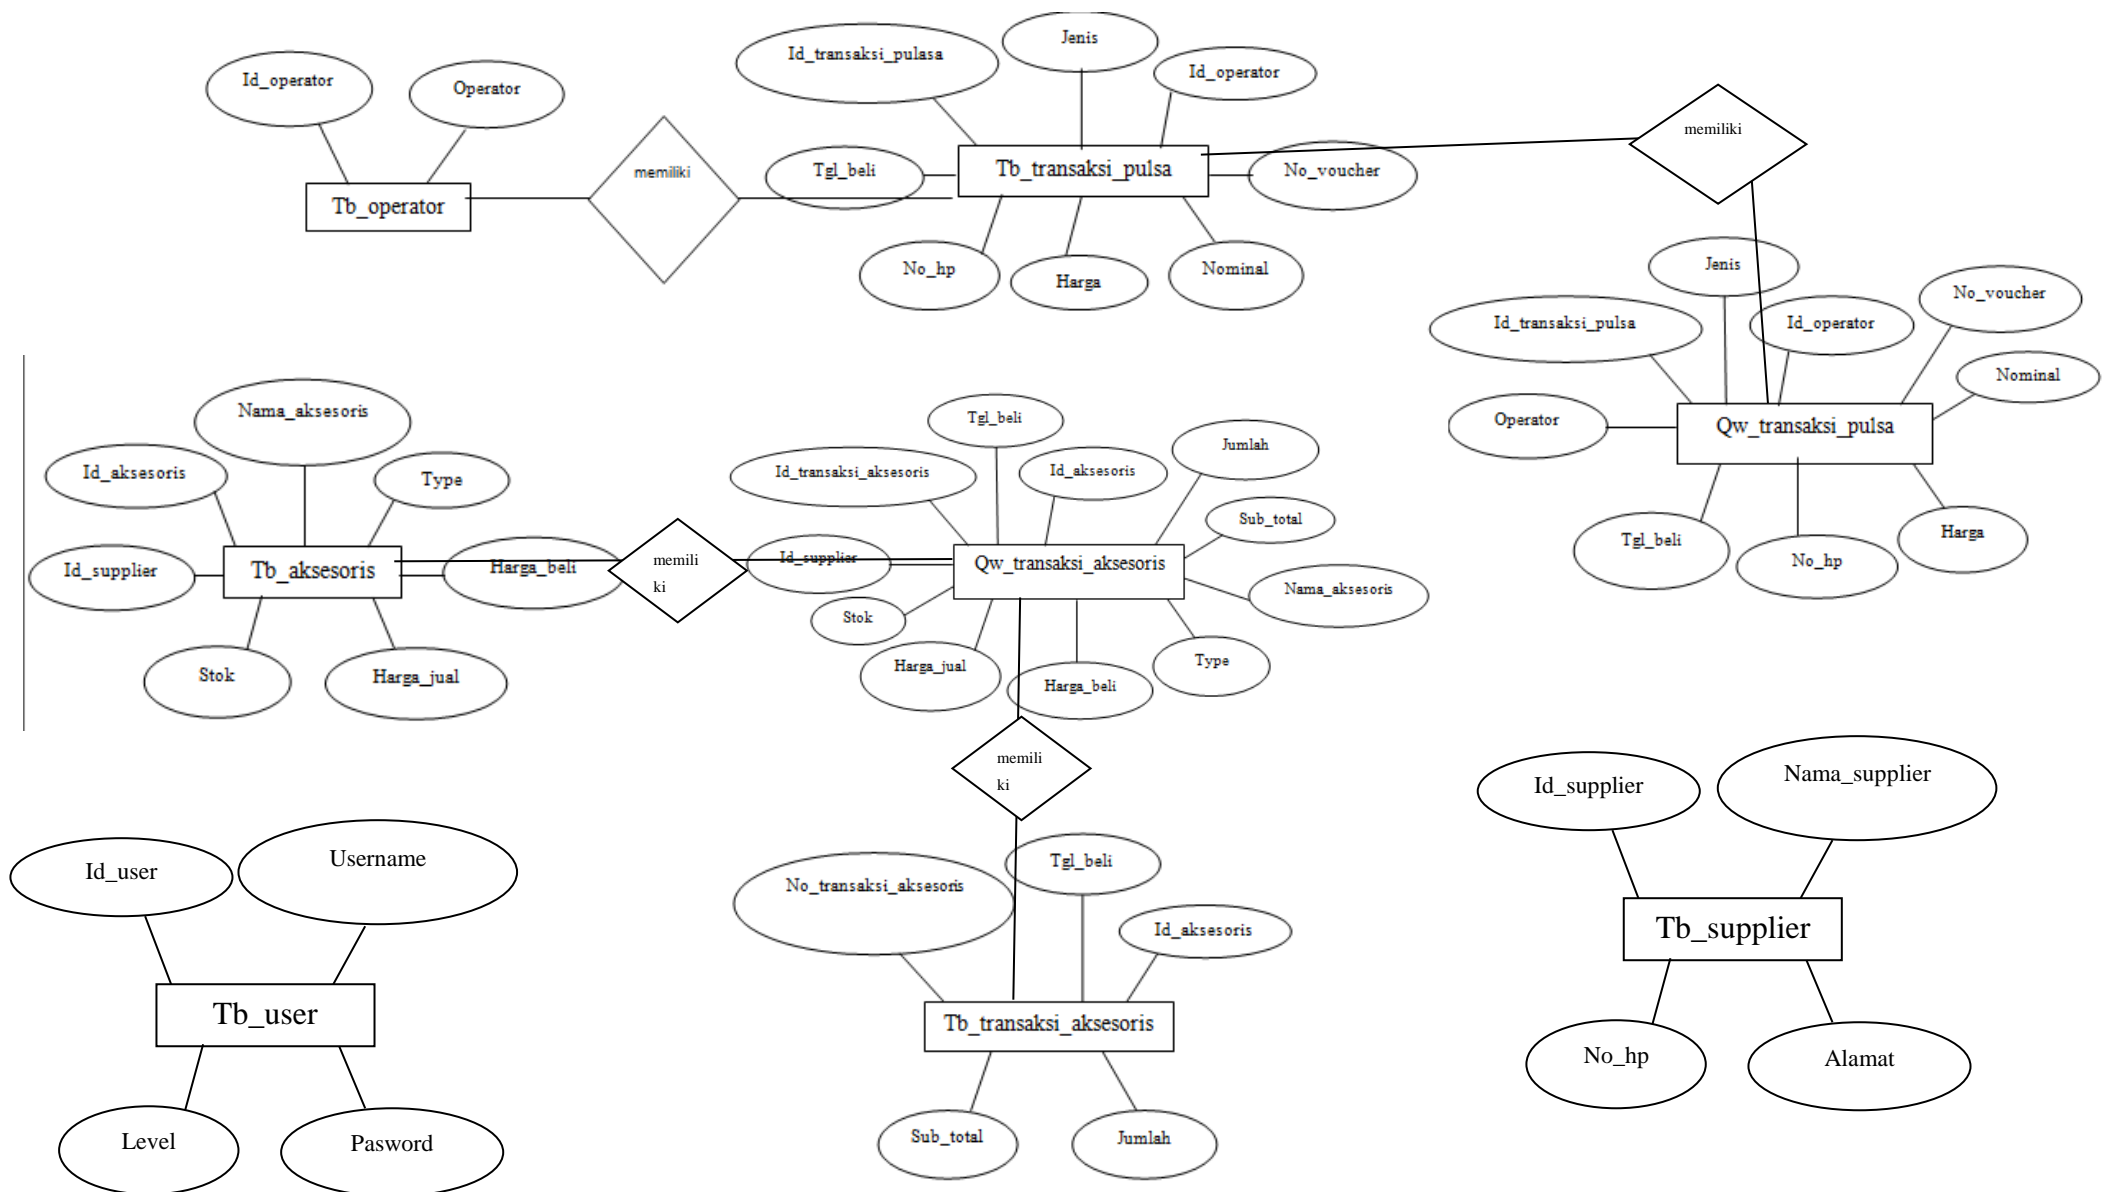 Id_operator
Operator
Tb_operator
memiliki
Id_transaksi_pulasa
Jenis
Id_operator
Tgl_beli
Tb_transaksi_pulsa
No_voucher
No_hp
Harga
Nominal
memiliki
Jenis
No_voucher
Id_transaksi_pulsa
Id_operator
Nominal
Operator
Qw_transaksi_pulsa
Tgl_beli
No_hp
Harga
Nama_aksesoris
Id_aksesoris
Type
Id_supplier
Tb_aksesoris
Harga_beli
Stok
Harga_jual
memili
ki
Tgl_beli
Jumlah
Id_transaksi_aksesoris
Id_aksesoris
Sub_total
Id_supplier
Qw_transaksi_aksesoris
Nama_aksesoris
Stok
Harga_jual
Harga_beli
Type
memili
ki
Tgl_beli
No_transaksi_aksesoris
Id_aksesoris
Tb_transaksi_aksesoris
Sub_total
Jumlah
Id_user
Username
Tb_user
Level
Pasword
Id_supplier
Nama_supplier
Tb_supplier
No_hp
Alamat